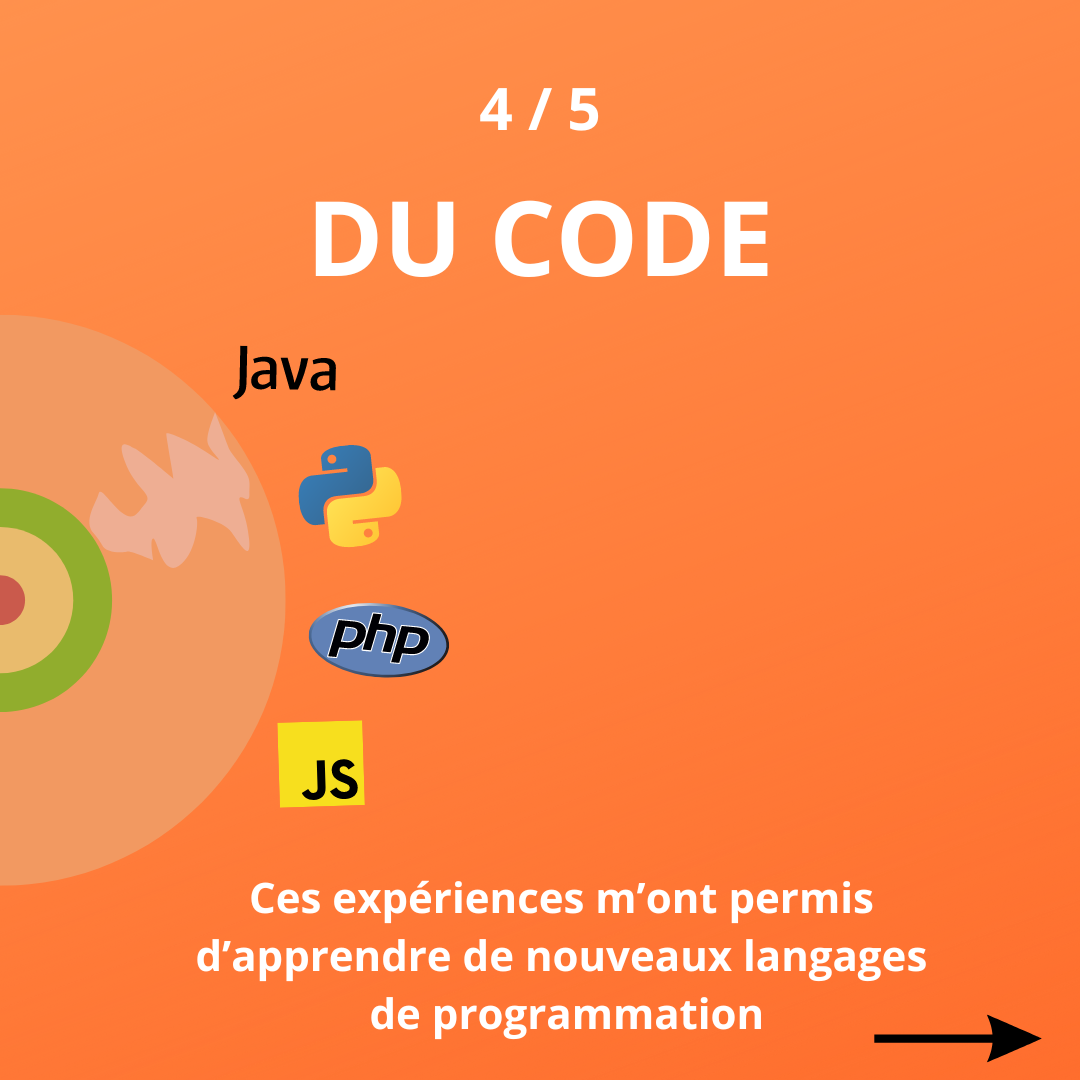 4 / 5
DU CODE
Java
php
JS
Ces expériences m’ont permis
d’apprendre de nouveaux langages
de programmation